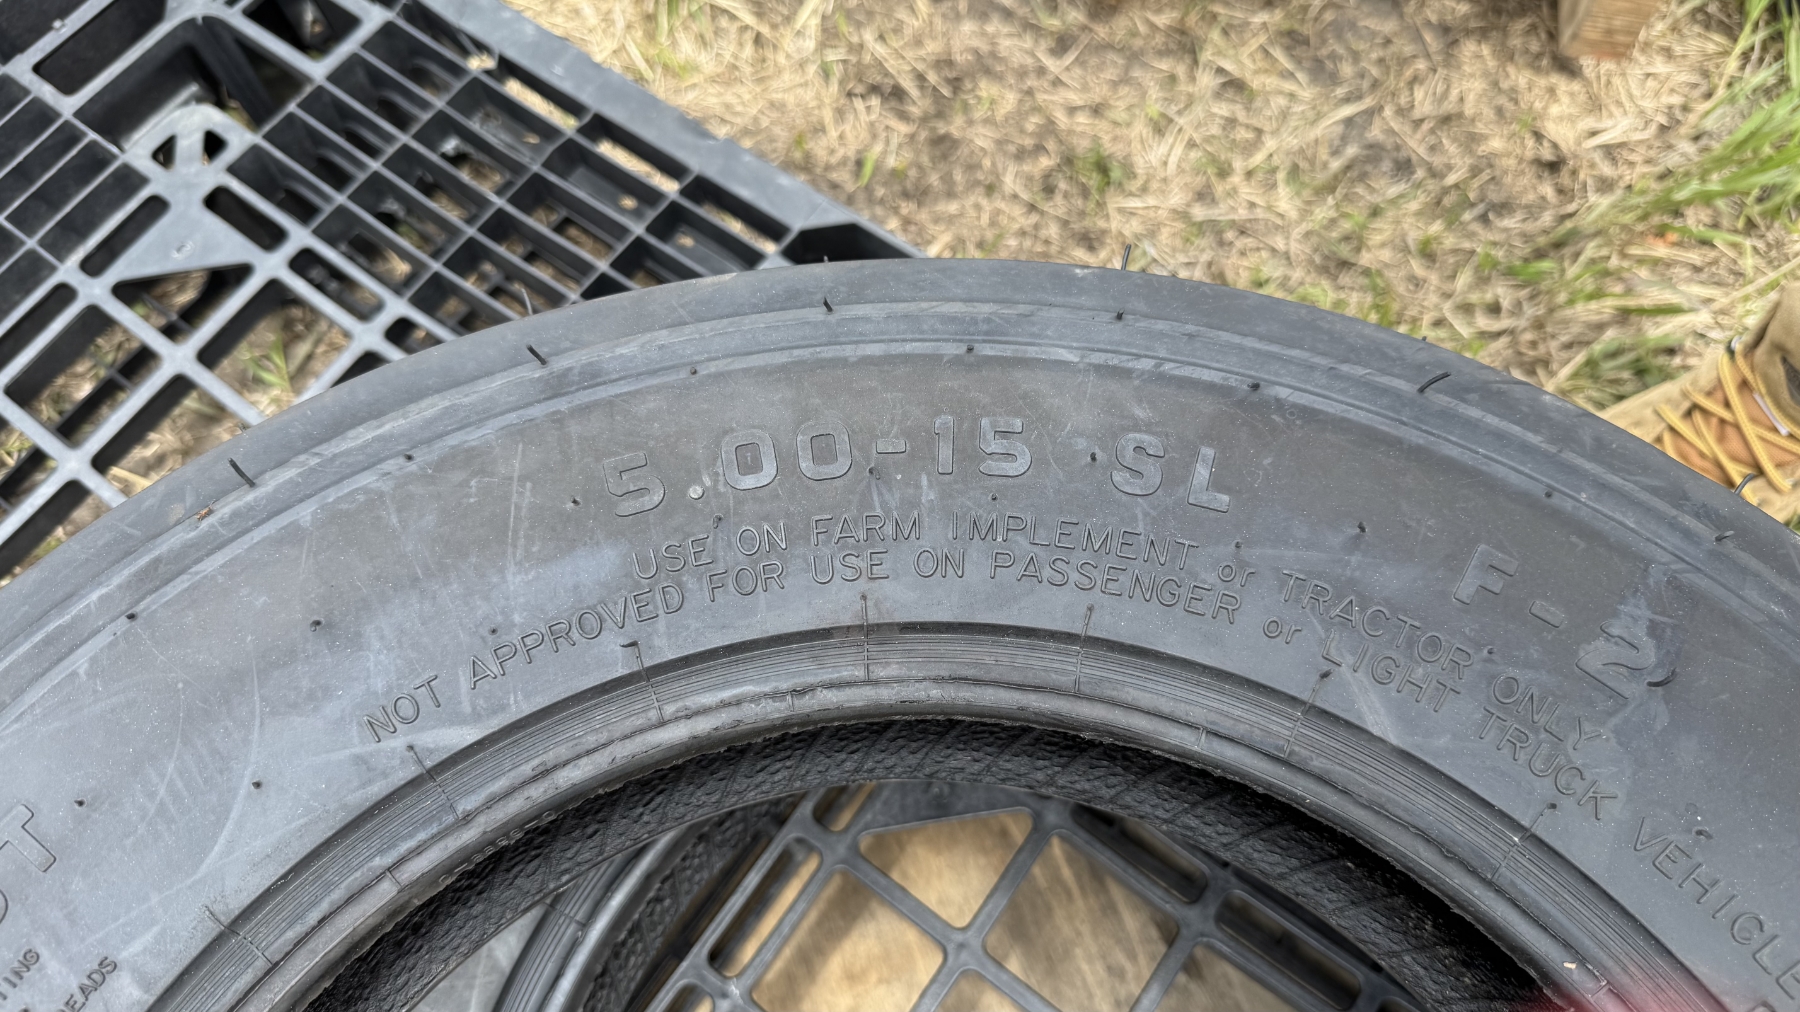 5.00-15 SL
F-2
USE ON FARM IMPLEMENT or TRACTOR ONLY
NOT APPROVED FOR USE ON PASSENGER or LIGHT TRUCK VEHICLE